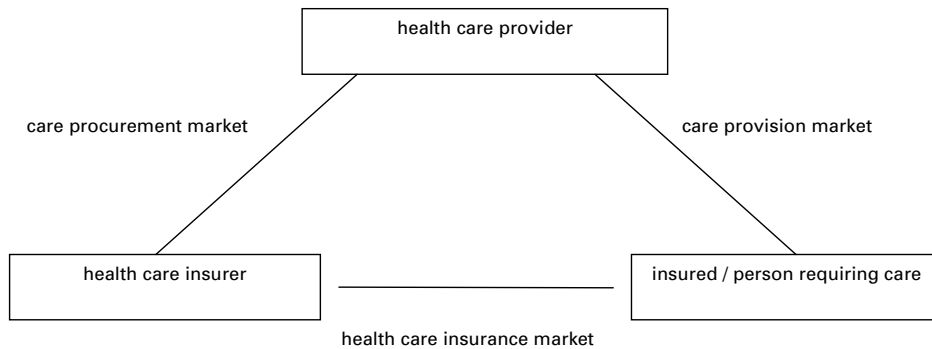 health care provider
care procurement market
care provision market
health care insurer
insured / person requiring care
health care insurance market